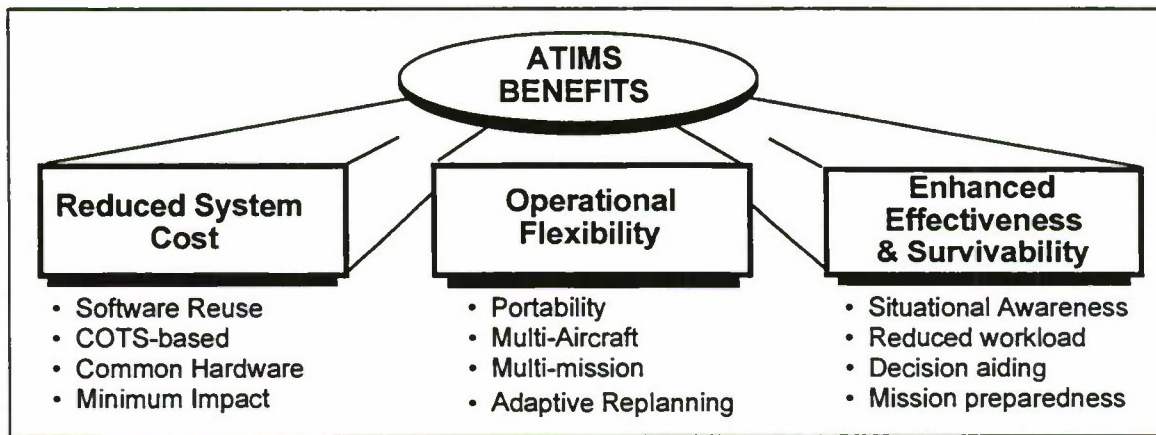 ATIMS
BENEFITS
Reduced System
Cost
• Software Reuse
• COTS-based
• Common Hardware
• Minimum Impact
Operational
Flexibility
• Portability
• Multi-Aircraft
• Multi-mission
• Adaptive Replanning
Enhanced
Effectiveness
& Survivability
• Situational Awareness
• Reduced workload
• Decision aiding
• Mission preparedness